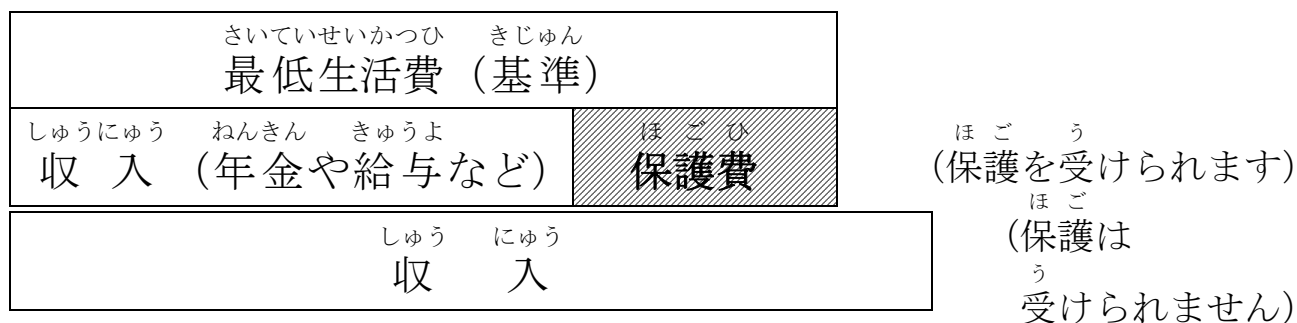 さいていせいかつひ きじゅん
最低生活費（基準）
しゅうにゅう ねんきん きゅうよ ほごひ ほご う
収入（年金や給与など） 保護費 （保護を受けられます）
ほご
（保護は
しゅう にゅう
収入
う
受けられません）